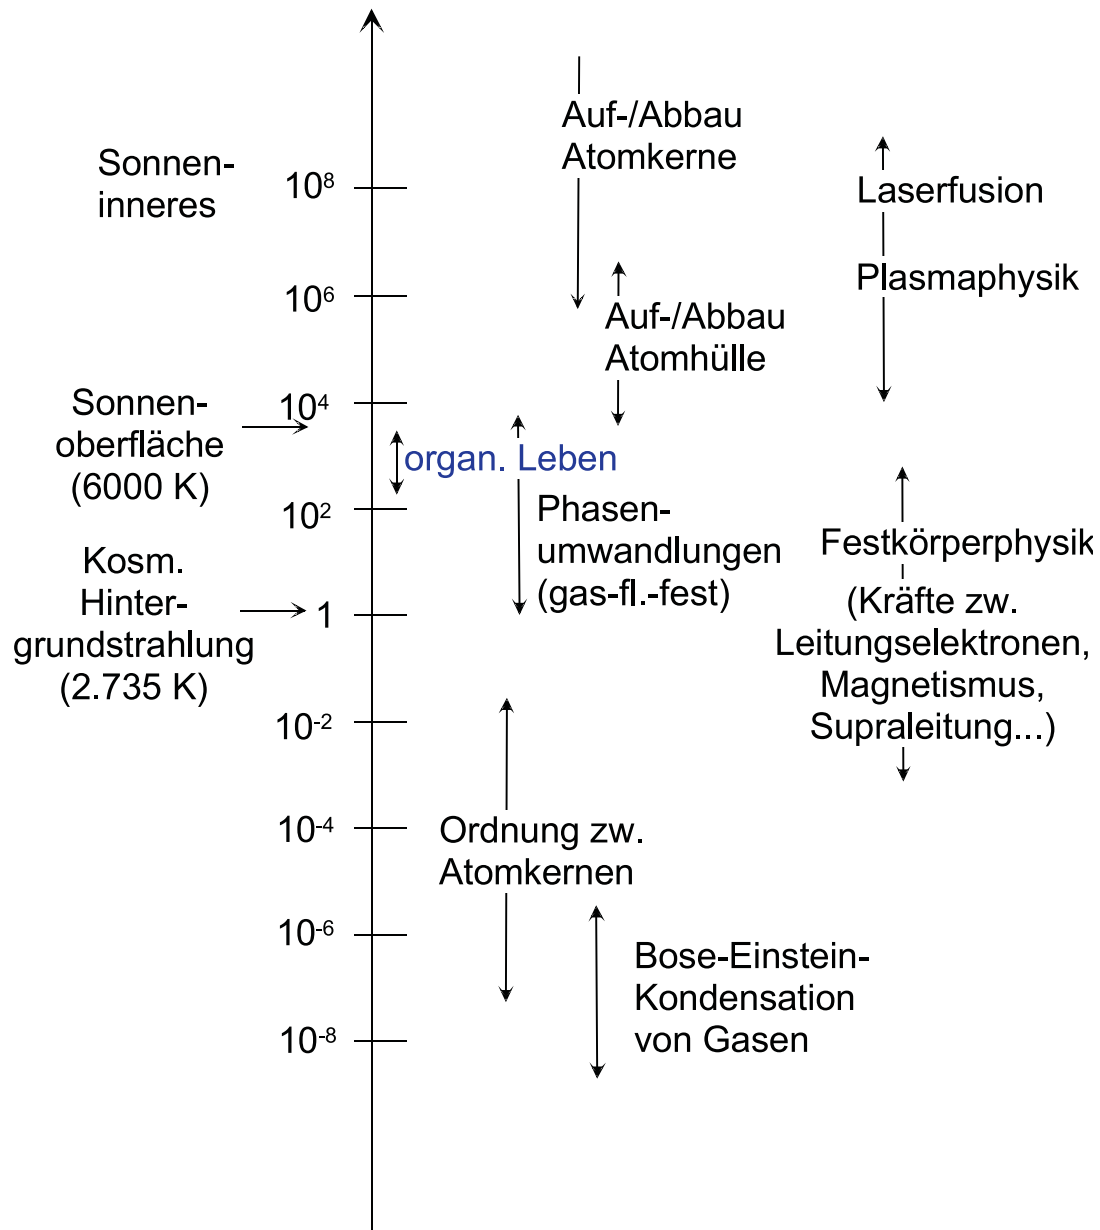 Auf-/Abbau
Atomkerne
Sonnen-
inneres
10⁸
Laserfusion
Plasmaphysik
10⁶
Auf-/Abbau
Atomhülle
Sonnen-
oberfläche
(6000 K)
10⁴
organ. Leben
10²
Phasen-
umwandlungen
(gas-fl.-fest)
Festkörperphysik
(Kräfte zw.
Leitungselektronen,
Magnetismus,
Supraleitung...)
Kosm.
Hinter-
grundstrahlung
(2.735 K)
1
10⁻²
10⁻⁴
Ordnung zw.
Atomkernen
10⁻⁶
Bose-Einstein-
Kondensation
von Gasen
10⁻⁸